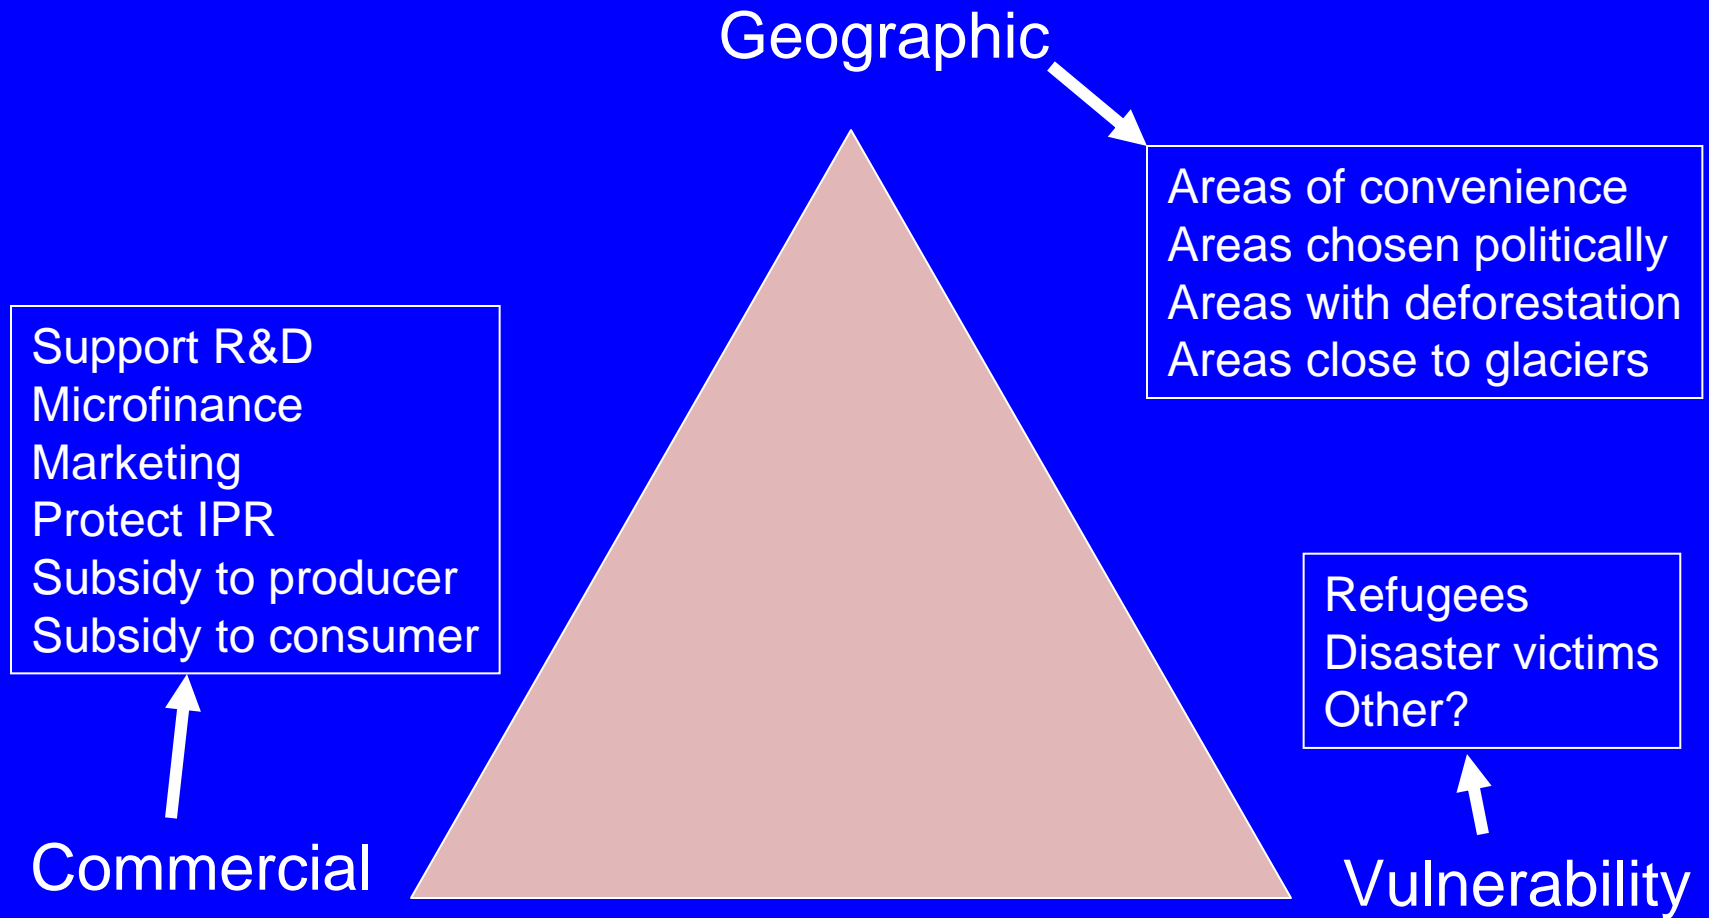 Geographic
Areas of convenience
Areas chosen politically
Areas with deforestation
Areas close to glaciers
Support R&D
Microfinance
Marketing
Protect IPR
Subsidy to producer
Subsidy to consumer
Refugees
Disaster victims
Other?
Commercial
Vulnerability